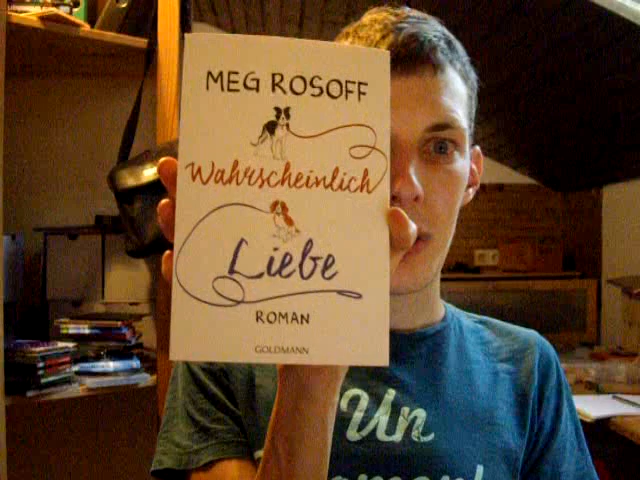 MEG ROSOFF
Wahrscheinlich
Liebe
ROMAN
GOLDMANN
Un